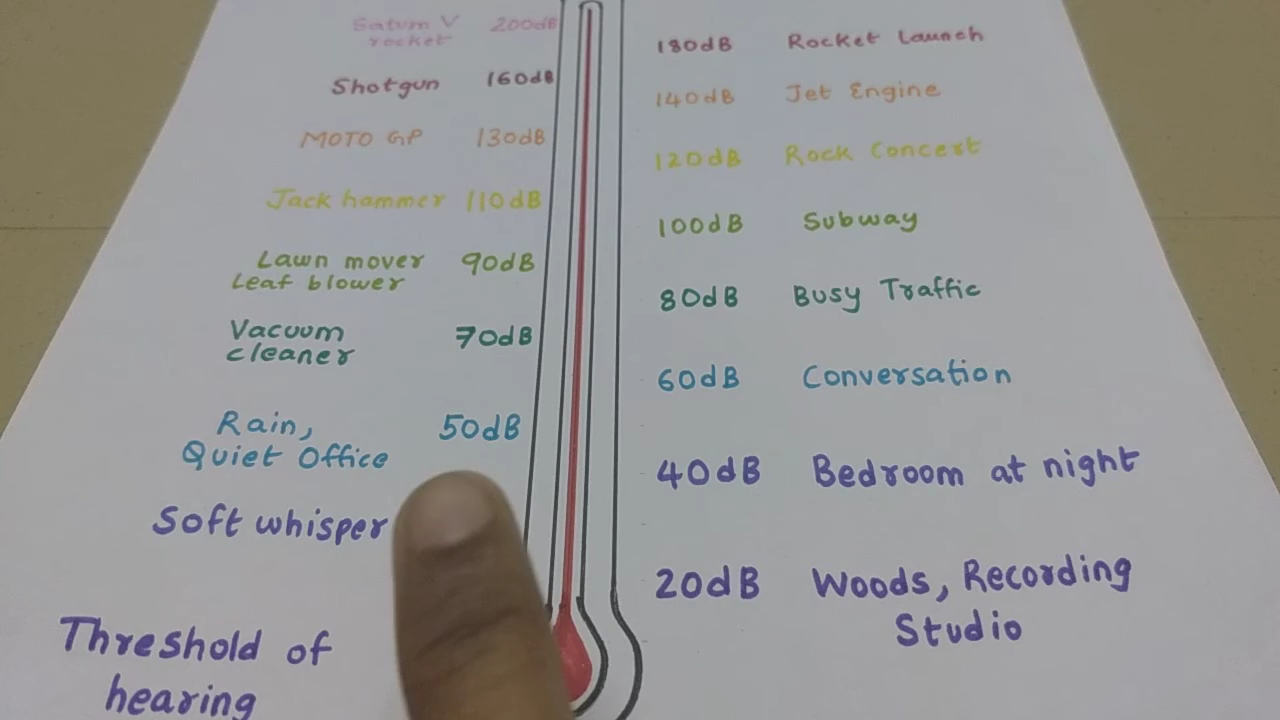 Saturn V 200dB
rocket
Shotgun 160dB
MOTO GP 130dB
Jack hammer 110dB
Lawn mover 90dB
Leaf blower
Vacuum 70dB
cleaner
Rain, 50dB
Quiet Office
Soft whisper
Threshold of
hearing
180dB Rocket Launch
140dB Jet Engine
120dB Rock Concert
100dB Subway
80dB Busy Traffic
60dB Conversation
40dB Bedroom at night
20dB Woods, Recording
Studio